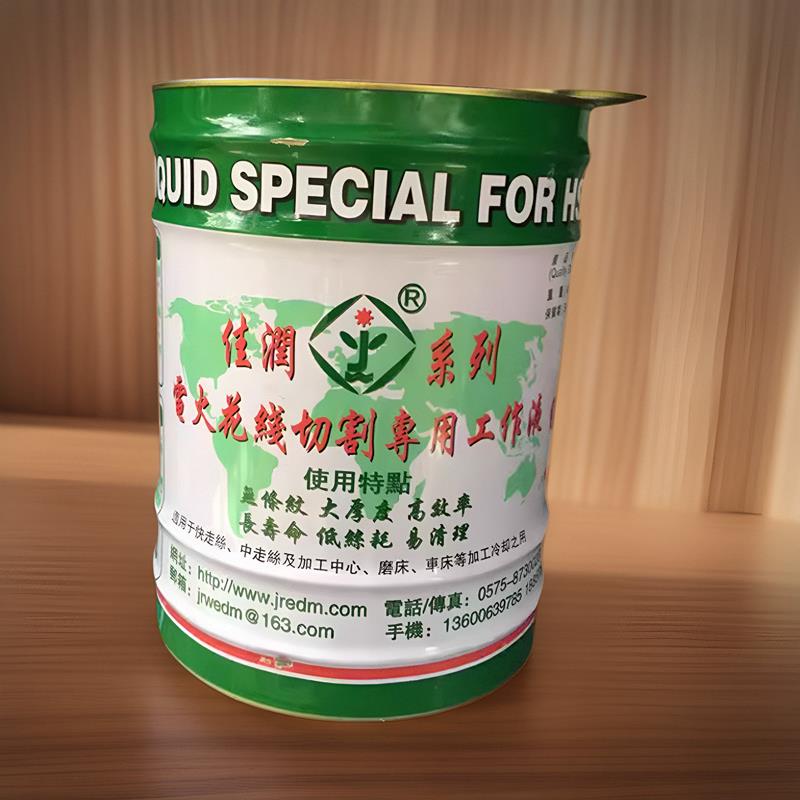 QUID SPECIAL FOR HS
佳潤 ® 系列
電火花綫切割專用工作液
使用特點
無條紋 大厚度 高效率
長壽命 低絲耗 易清理
適用于快走絲、中走絲及加工中心、磨床、車床等加工冷却之用
網址：http://www.jredm.com
郵箱：jrwedm@163.com
電話/傳真：0575-873002
手機：13600639785